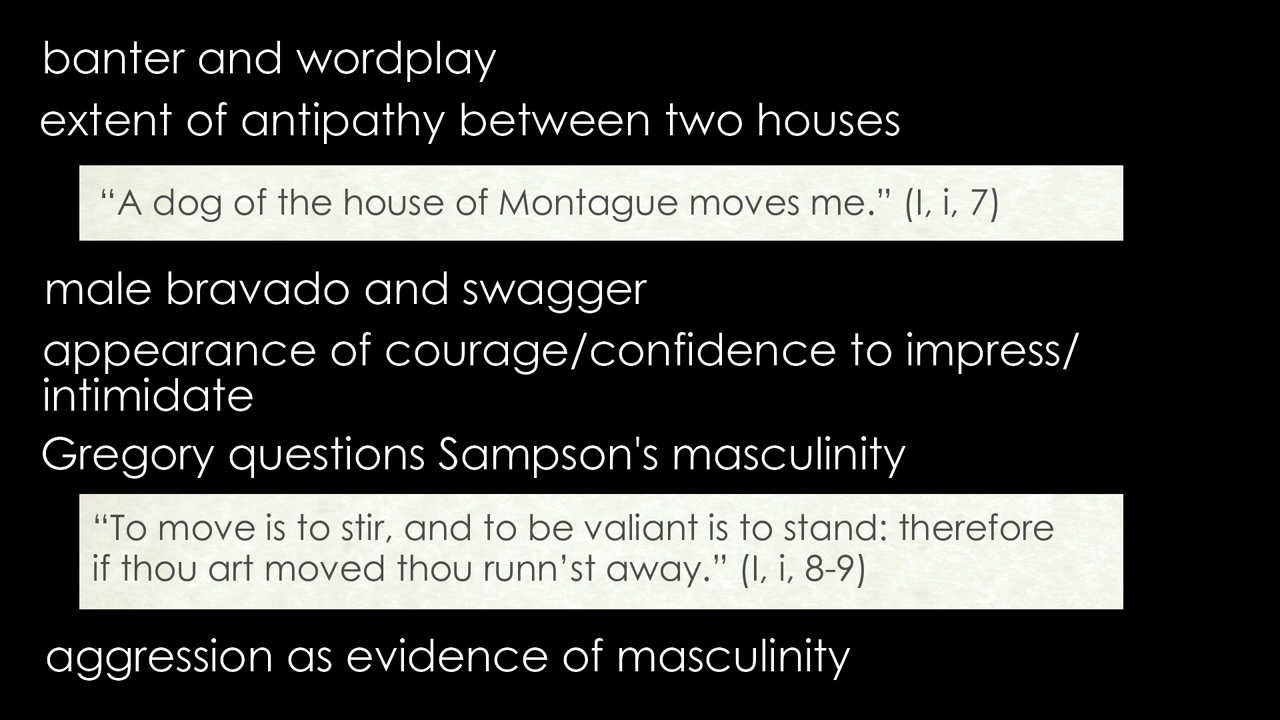 banter and wordplay
extent of antipathy between two houses
“A dog of the house of Montague moves me.” (I, i, 7)
male bravado and swagger
appearance of courage/confidence to impress/
intimidate
Gregory questions Sampson's masculinity
“To move is to stir, and to be valiant is to stand: therefore
if thou art moved thou runn’st away.” (I, i, 8-9)
aggression as evidence of masculinity